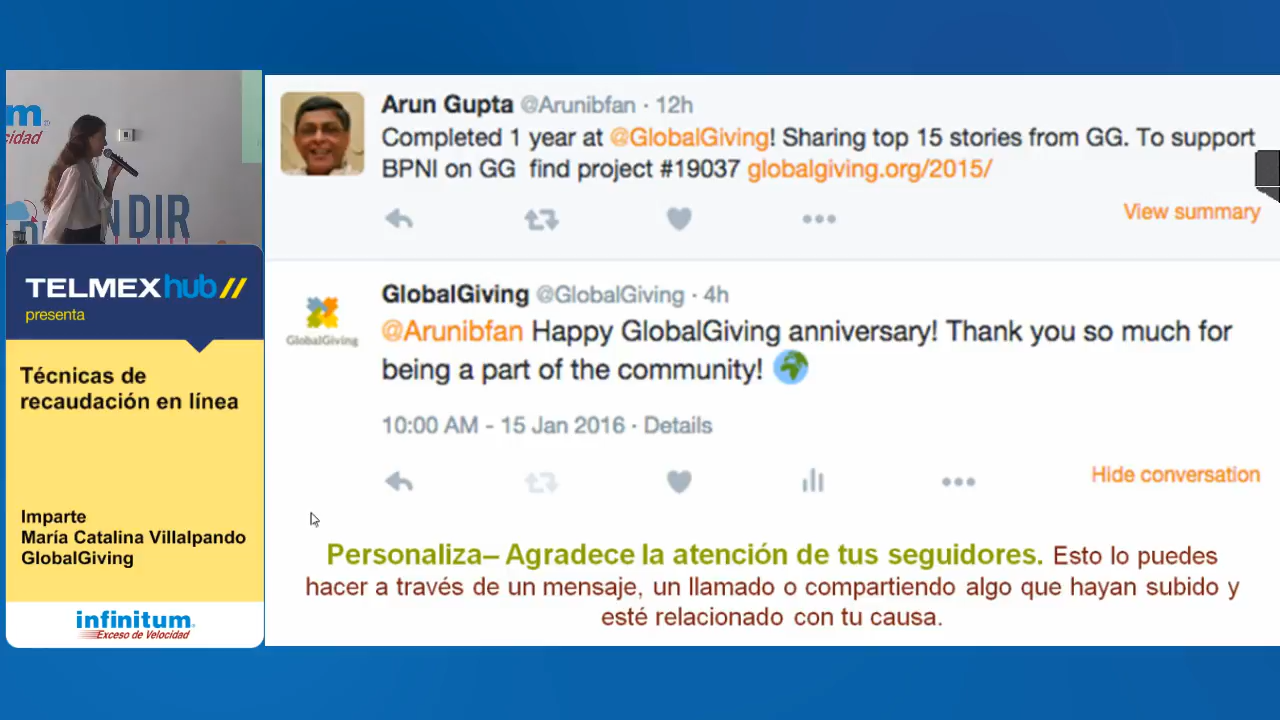 Arun Gupta @Arunibfan · 12h
Completed 1 year at @GlobalGiving! Sharing top 15 stories from GG. To support
BPNI on GG find project #19037 globalgiving.org/2015/
View summary
GlobalGiving @GlobalGiving · 4h
GlobalGiving
@Arunibfan Happy GlobalGiving anniversary! Thank you so much for
being a part of the community!
10:00 AM - 15 Jan 2016 · Details
Hide conversation
Personaliza– Agradece la atención de tus seguidores. Esto lo puedes
hacer a través de un mensaje, un llamado o compartiendo algo que hayan subido y
esté relacionado con tu causa.
TELMEXhub//
presenta
Técnicas de
recaudación en línea
Imparte
María Catalina Villalpando
GlobalGiving
infinitum.
Exceso de Velocidad